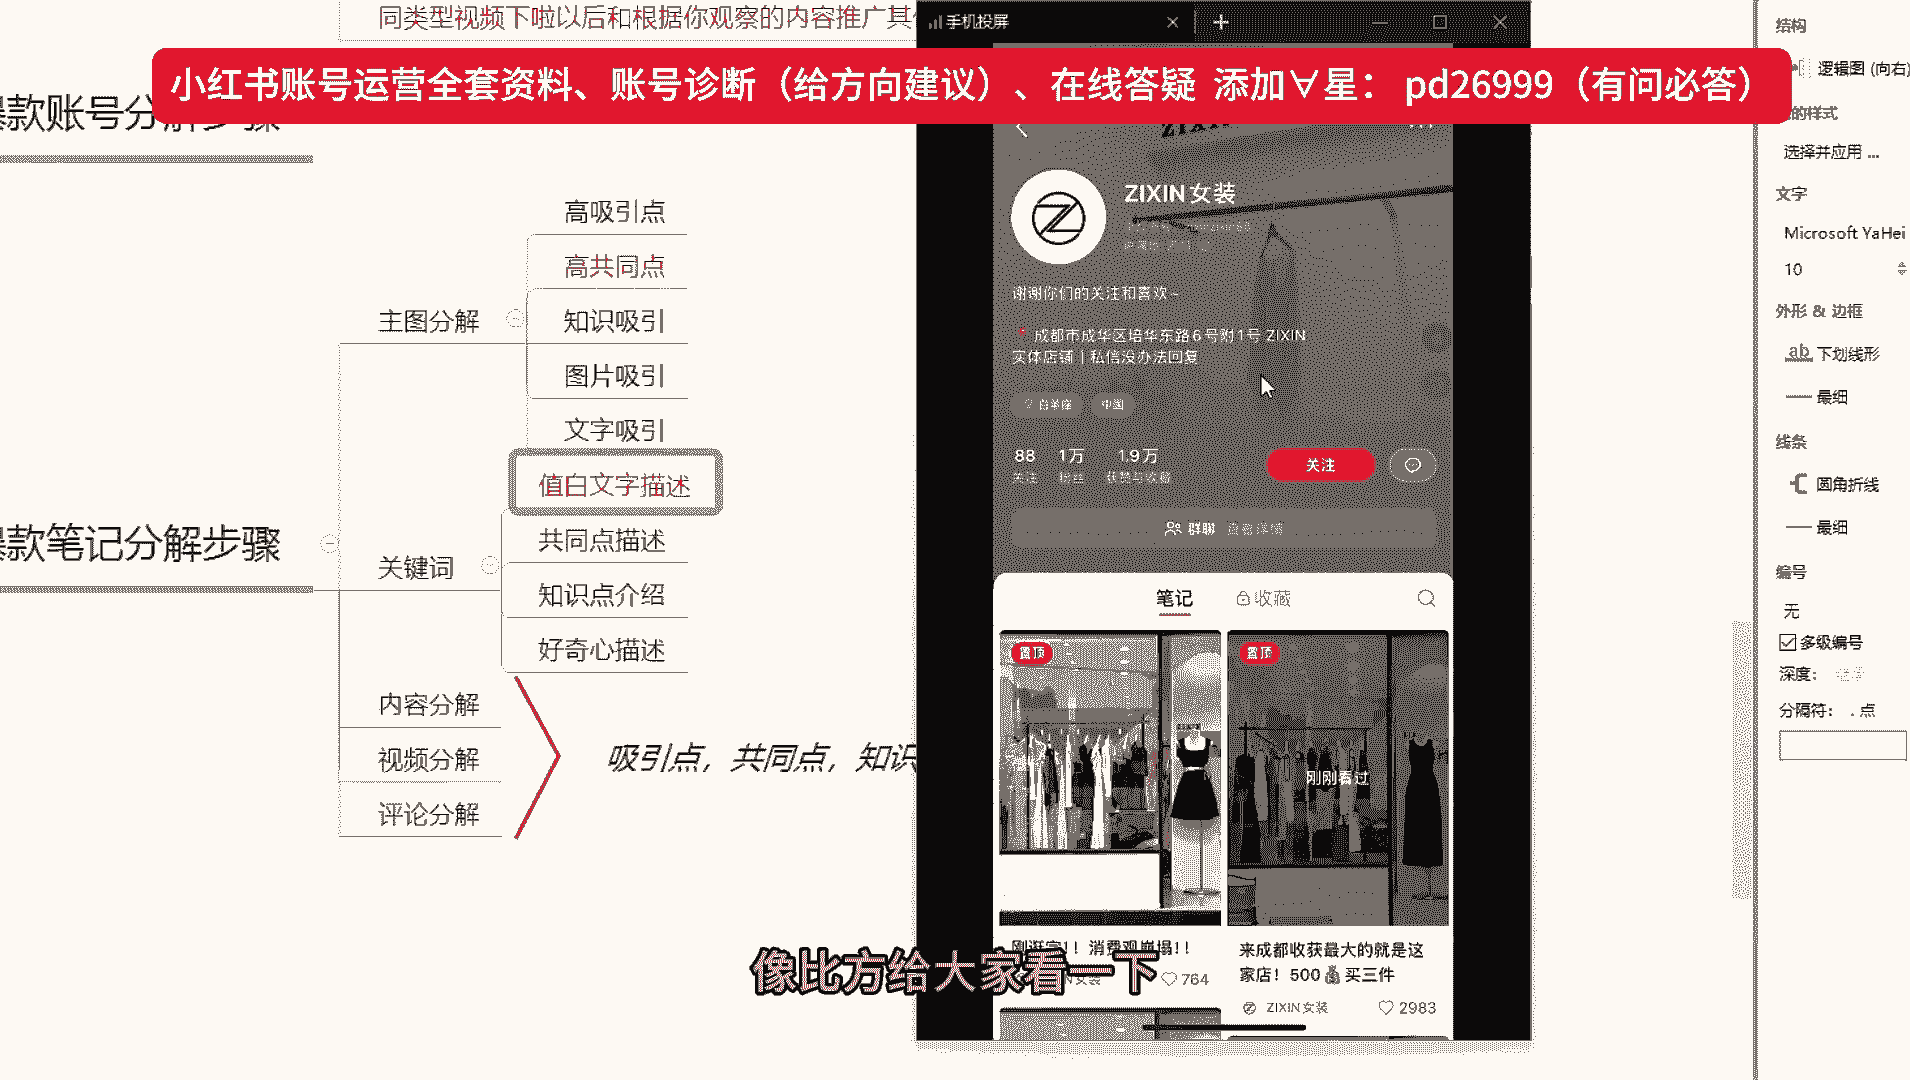 同类型视频下啦以后和根据你观察的内容推广其
手机投屏
小红书账号运营全套资料、账号诊断（给方向建议）、在线答疑 添加∀星： pd26999（有问必答）
款账号分解步骤
ZIXIN女装
谢谢你们的关注和喜欢~
成都市成华区培华东路6号附1号 ZIXIN
实体店铺 | 私信没办法回复
中国
88 1万 1.9万
关注 粉丝 获赞与收藏
关注
群聊 查看详情
笔记 收藏
置顶
置顶
刚刚看过
刚逛完!! 消费观崩塌!!
764
来成都收获最大的就是这
家店！500💰买三件
ZIXIN女装 2983
高吸引点
高共同点
主图分解
知识吸引
图片吸引
文字吸引
值白文字描述
款笔记分解步骤
共同点描述
关键词
知识点介绍
好奇心描述
内容分解
视频分解
评论分解
吸引点，共同点，知识
像比方给大家看一下
结构
逻辑图 (向右)
的样式
选择并应用 ...
文字
Microsoft YaHei
10
外形 & 边框
ab 下划线形
最细
线条
圆角折线
最细
编号
无
多级编号
深度：
分隔符： . 点